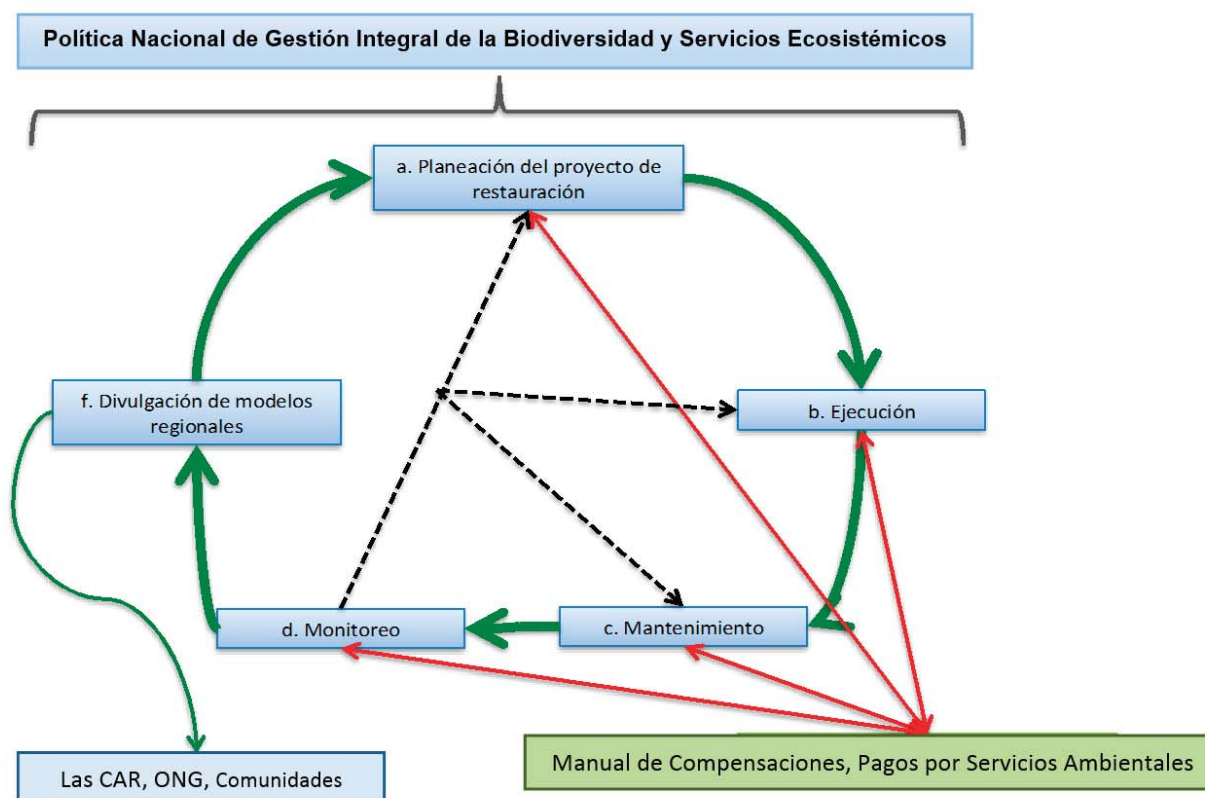 Política Nacional de Gestión Integral de la Biodiversidad y Servicios Ecosistémicos
a. Planeación del proyecto de
restauración
f. Divulgación de modelos
regionales
b. Ejecución
d. Monitoreo
c. Mantenimiento
Las CAR, ONG, Comunidades
Manual de Compensaciones, Pagos por Servicios Ambientales